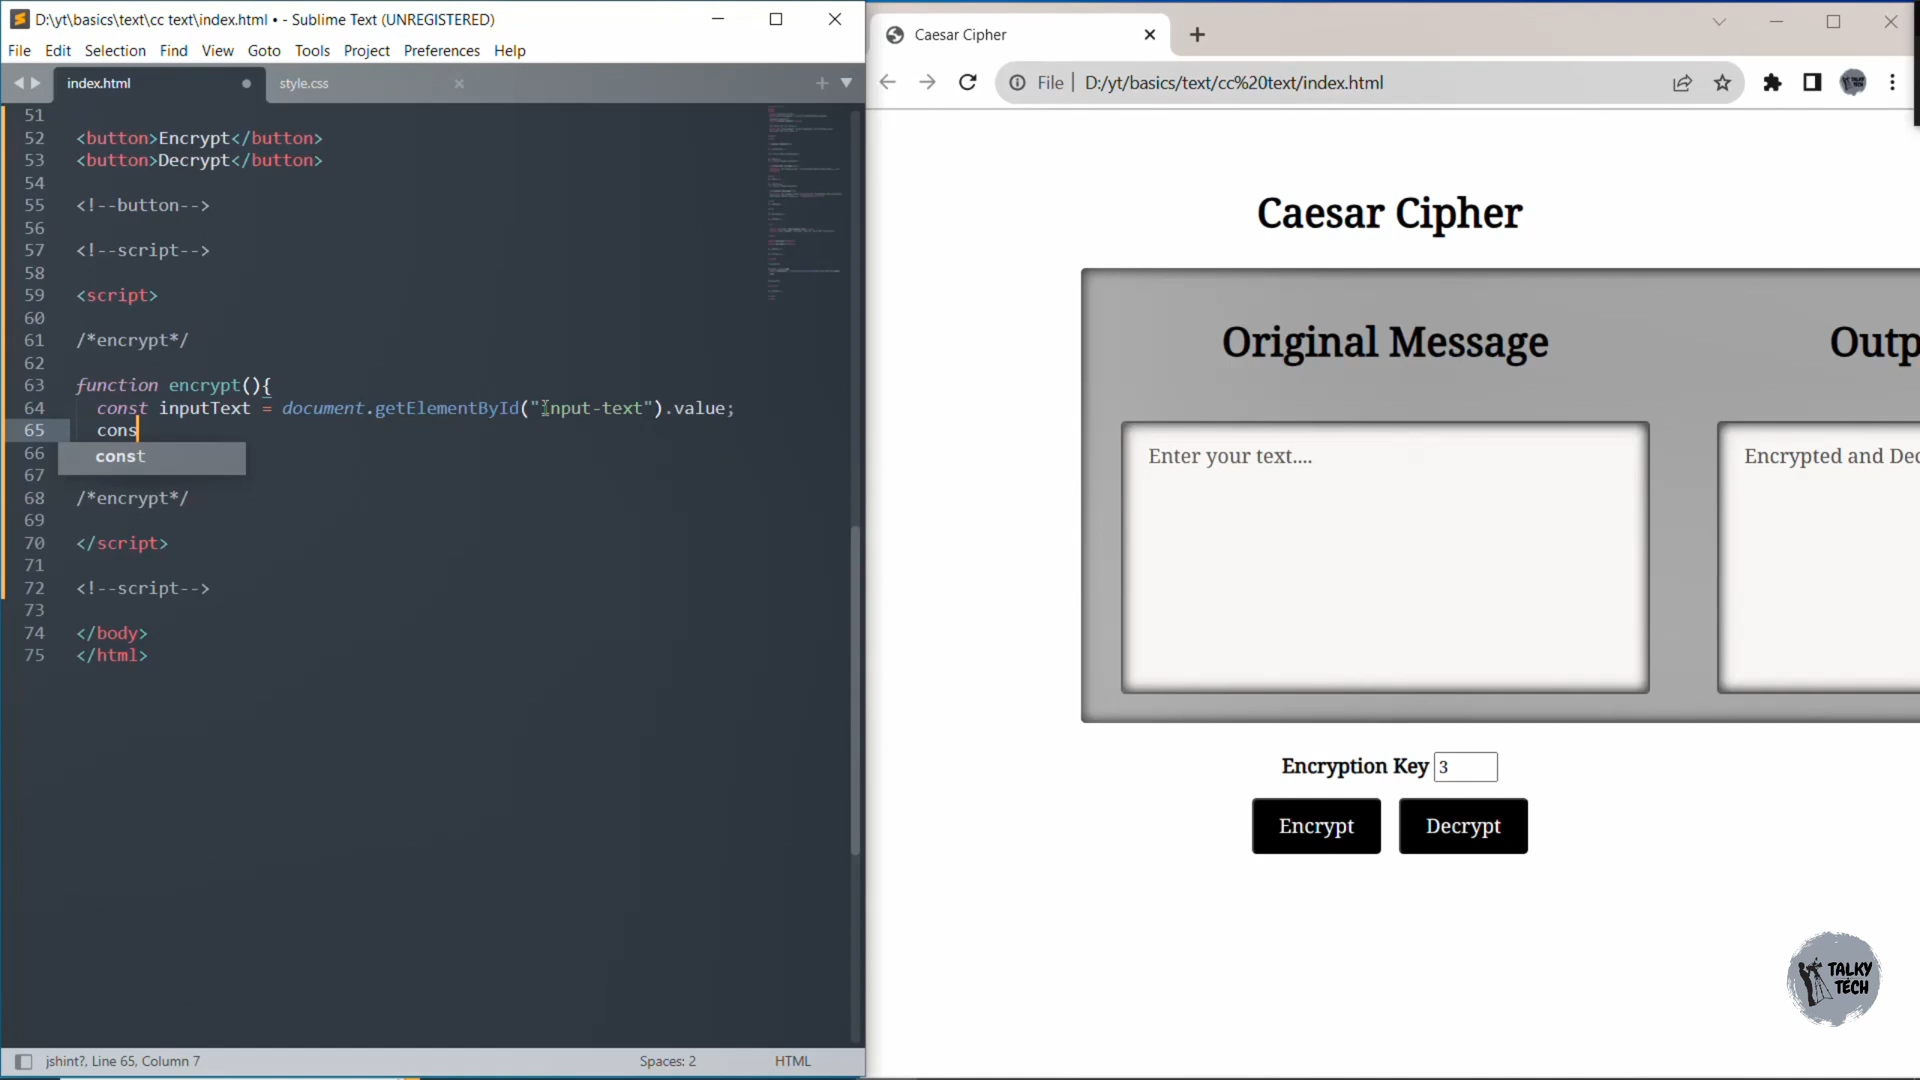 D:\yt\basics\text\cc text\index.html • - Sublime Text (UNREGISTERED)
File Edit Selection Find View Goto Tools Project Preferences Help
index.html
style.css
51
52 <button>Encrypt</button>
53 <button>Decrypt</button>
54
55 <!--button-->
56
57 <!--script-->
58
59 <script>
60
61 /*encrypt*/
62
63 function encrypt(){
64 const inputText = document.getElementById("input-text").value;
65 cons
const
66
67
68 /*encrypt*/
69
70 </script>
71
72 <!--script-->
73
74 </body>
75 </html>
jshint?, Line 65, Column 7
Spaces: 2
HTML
Caesar Cipher
File | D:/yt/basics/text/cc%20text/index.html
Caesar Cipher
Original Message
Outp
Enter your text....
Encrypted and Dec
Encryption Key 3
Encrypt
Decrypt
TALKY
TECH